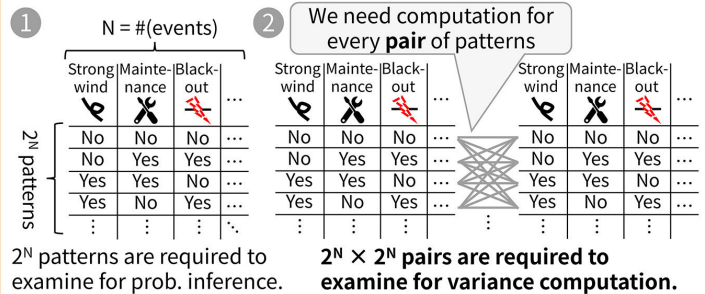 1
N = #(events)
Strong wind | Mainte-nance | Black-out | ...
No | No | No | ...
No | Yes | Yes | ...
Yes | Yes | No | ...
Yes | No | Yes | ...
⋮ | ⋮ | ⋮ | ⋱
2ᴺ patterns
2ᴺ patterns are required to
examine for prob. inference.
2
We need computation for
every pair of patterns
Strong wind | Mainte-nance | Black-out | ...
No | No | No | ...
No | Yes | Yes | ...
Yes | Yes | No | ...
Yes | No | Yes | ...
⋮ | ⋮ | ⋮
⋮
Strong wind | Mainte-nance | Black-out | ...
No | No | No | ...
No | Yes | Yes | ...
Yes | Yes | No | ...
Yes | No | Yes | ...
⋮ | ⋮ | ⋮
2ᴺ × 2ᴺ pairs are required to
examine for variance computation.